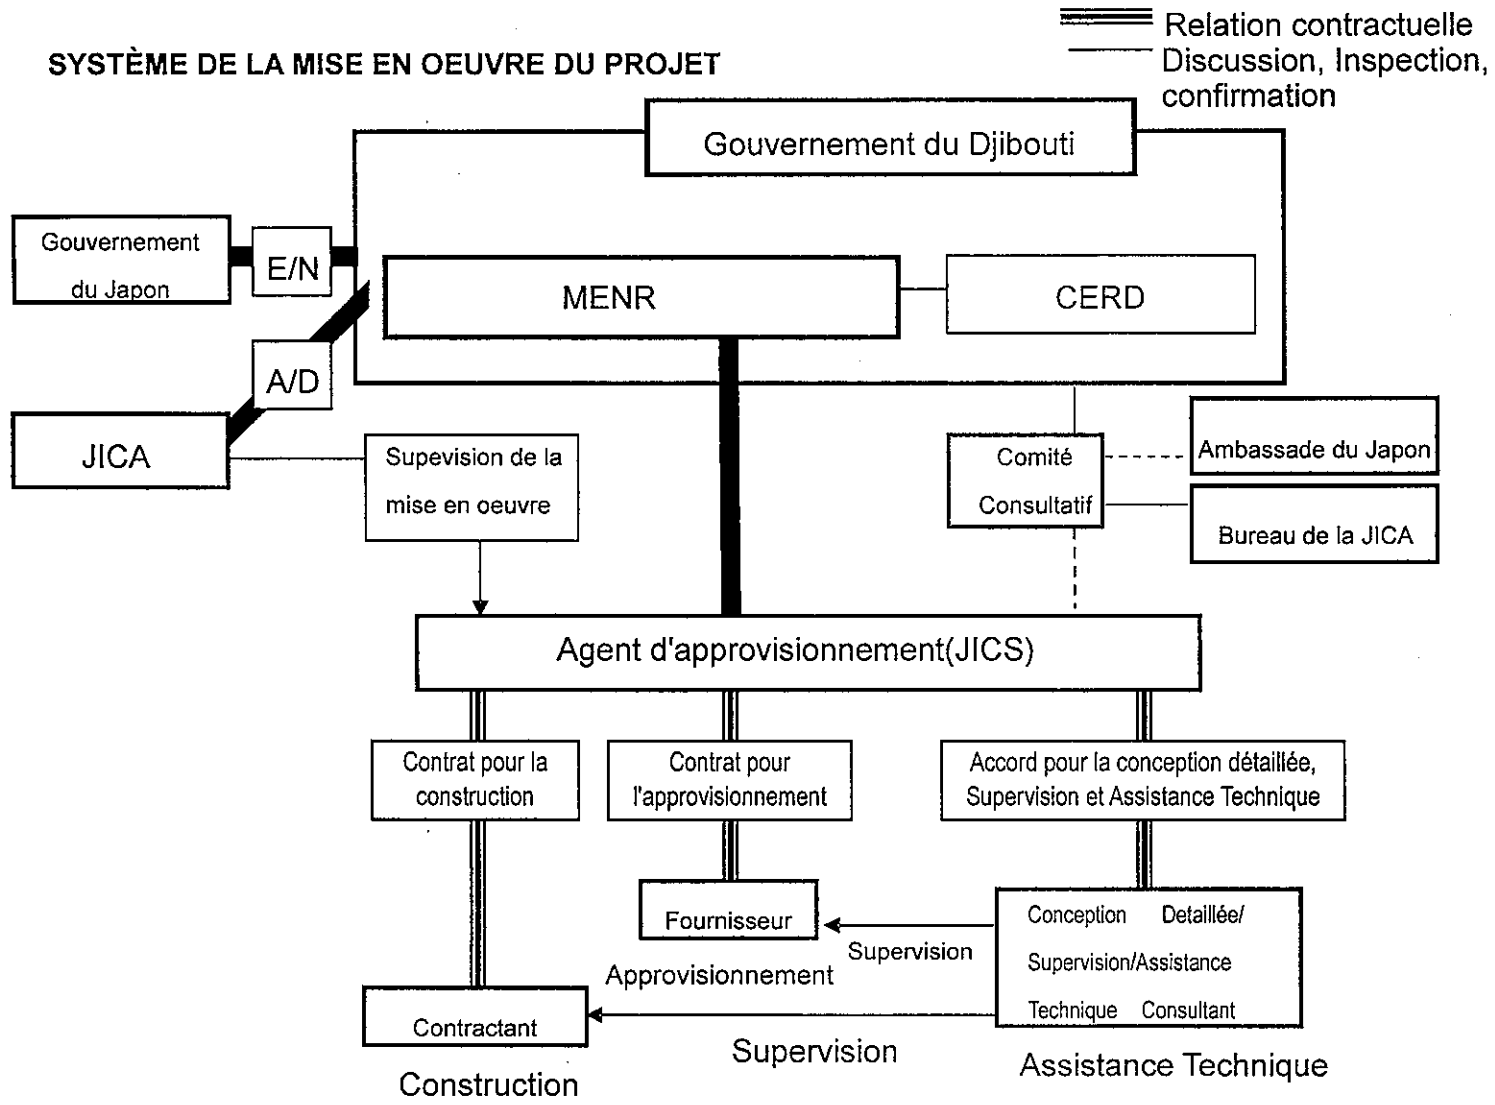 Relation contractuelle
SYSTÈME DE LA MISE EN OEUVRE DU PROJET
Discussion, Inspection,
confirmation
Gouvernement du Djibouti
Gouvernement
du Japon
E/N
MENR
CERD
A/D
JICA
Supevision de la
mise en oeuvre
Comité
Consultatif
Ambassade du Japon
Bureau de la JICA
Agent d'approvisionnement(JICS)
Contrat pour la
construction
Contrat pour
l'approvisionnement
Accord pour la conception détaillée,
Supervision et Assistance Technique
Fournisseur
Supervision
Approvisionnement
Conception Detaillée/
Supervision/Assistance
Technique Consultant
Contractant
Supervision
Construction
Assistance Technique